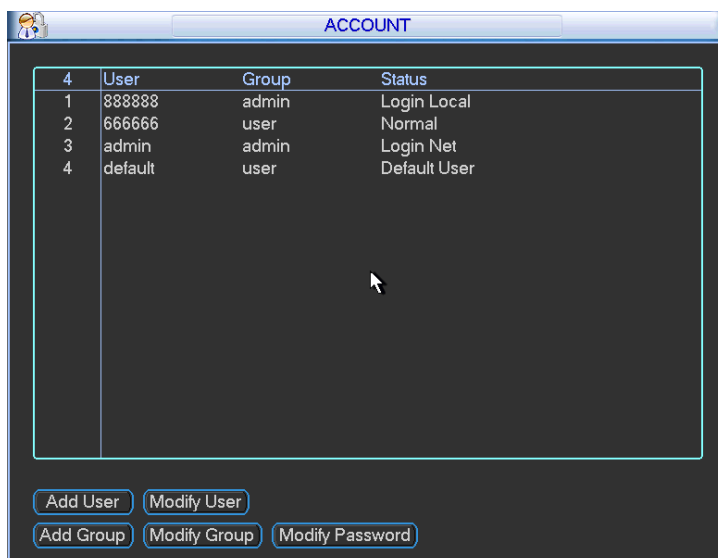 ACCOUNT
4 User Group Status
1 888888 admin Login Local
2 666666 user Normal
3 admin admin Login Net
4 default user Default User
Add User Modify User
Add Group Modify Group Modify Password